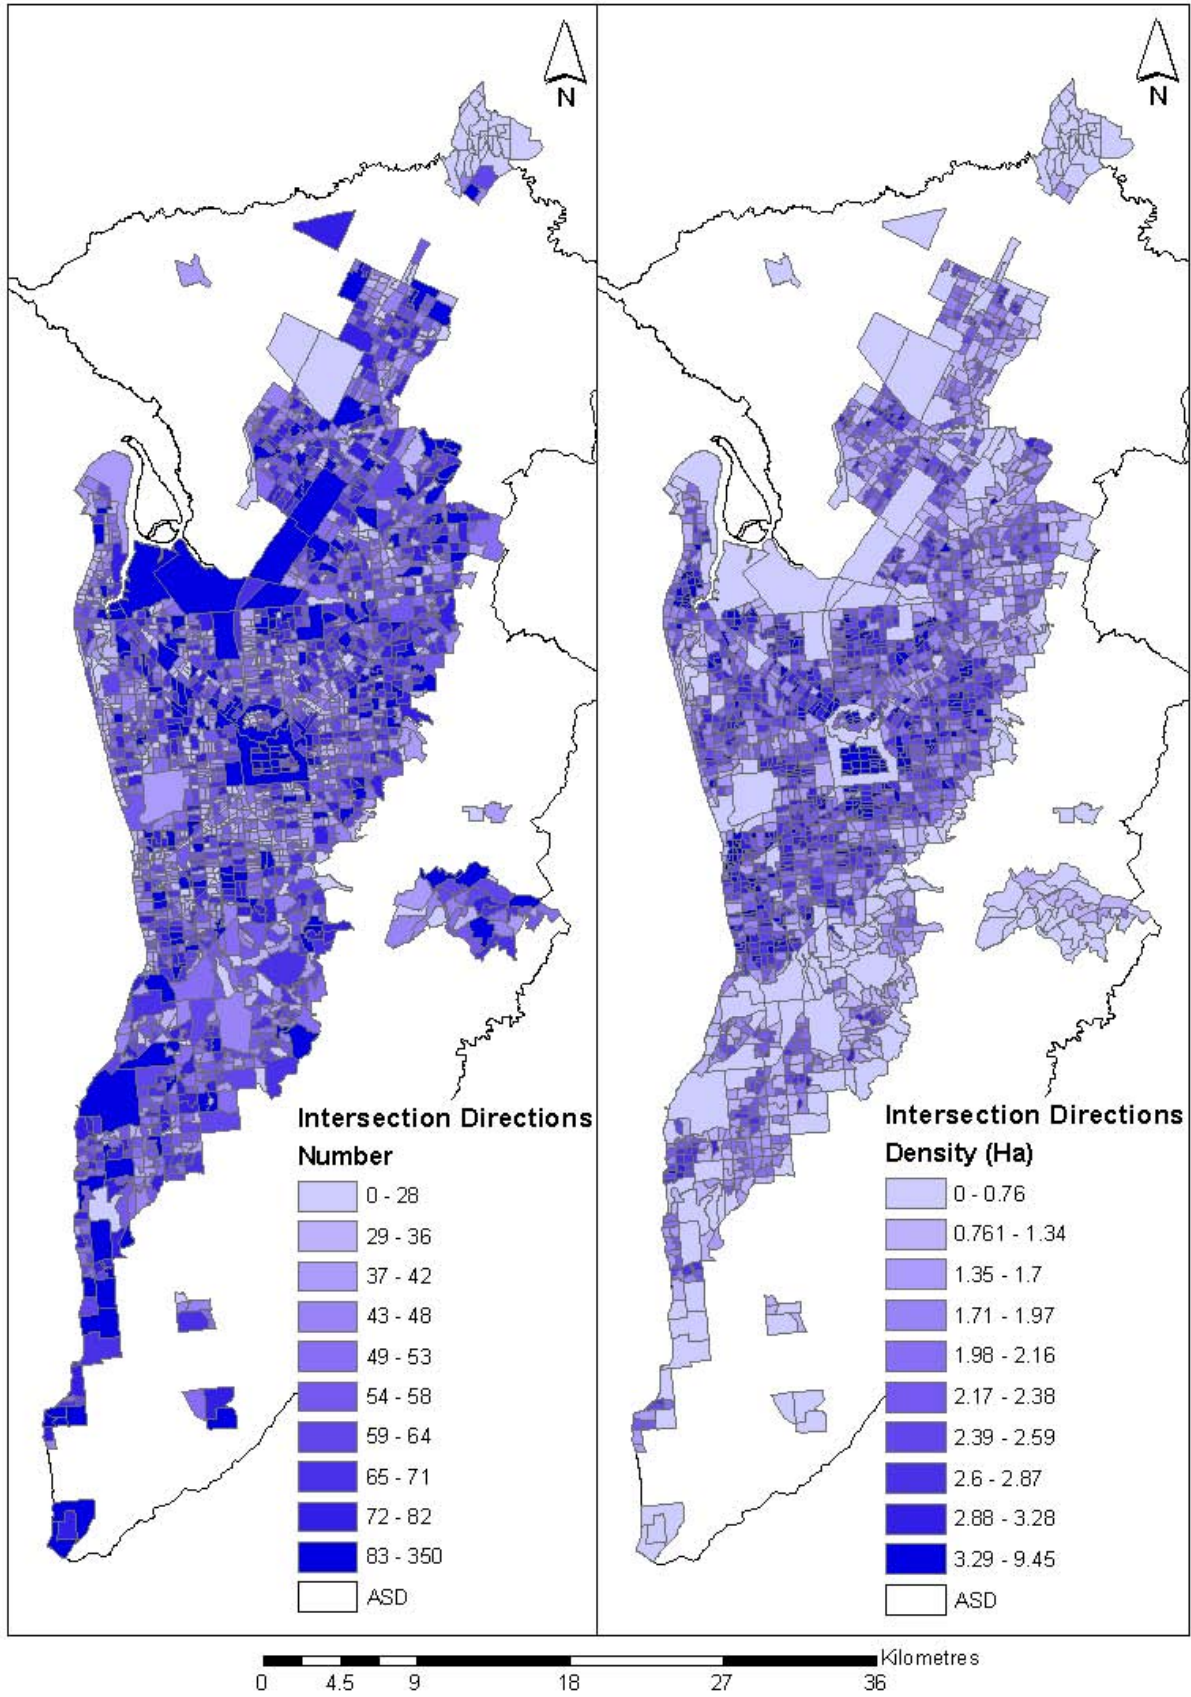 N
N
Intersection Directions
Number
0 - 28
29 - 36
37 - 42
43 - 48
49 - 53
54 - 58
59 - 64
65 - 71
72 - 82
83 - 350
ASD
Intersection Directions
Density (Ha)
0 - 0.76
0.761 - 1.34
1.35 - 1.7
1.71 - 1.97
1.98 - 2.16
2.17 - 2.38
2.39 - 2.59
2.6 - 2.87
2.88 - 3.28
3.29 - 9.45
ASD
Kilometres
0 4.5 9 18 27 36